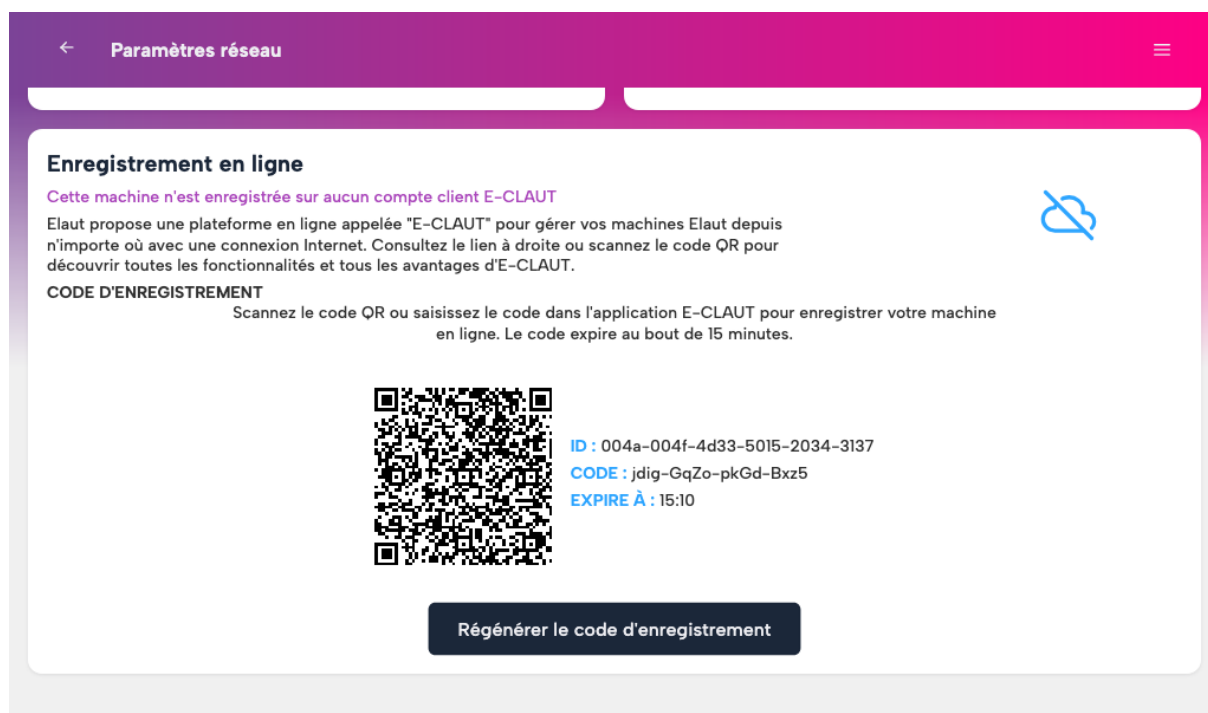 Paramètres réseau
Enregistrement en ligne
Cette machine n'est enregistrée sur aucun compte client E-CLAUT
Elaut propose une plateforme en ligne appelée "E-CLAUT" pour gérer vos machines Elaut depuis
n'importe où avec une connexion Internet. Consultez le lien à droite ou scannez le code QR pour
découvrir toutes les fonctionnalités et tous les avantages d'E-CLAUT.
CODE D'ENREGISTREMENT
Scannez le code QR ou saisissez le code dans l'application E-CLAUT pour enregistrer votre machine
en ligne. Le code expire au bout de 15 minutes.
ID : 004a-004f-4d33-5015-2034-3137
CODE : jdig-GqZo-pkGd-Bxz5
EXPIRE À : 15:10
Régénérer le code d'enregistrement